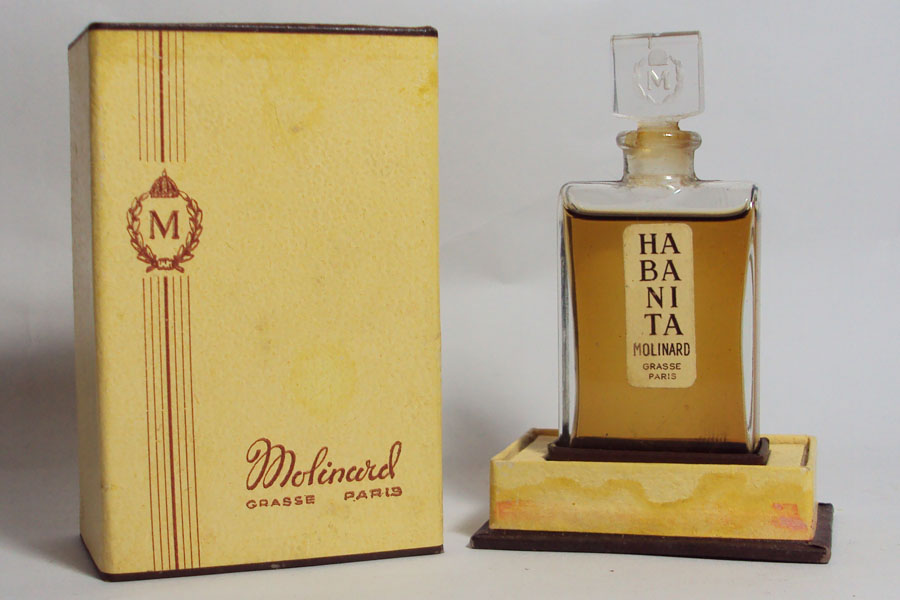 M
Molinard
GRASSE PARIS
M
HA
BA
NI
TA
MOLINARD
GRASSE
PARIS